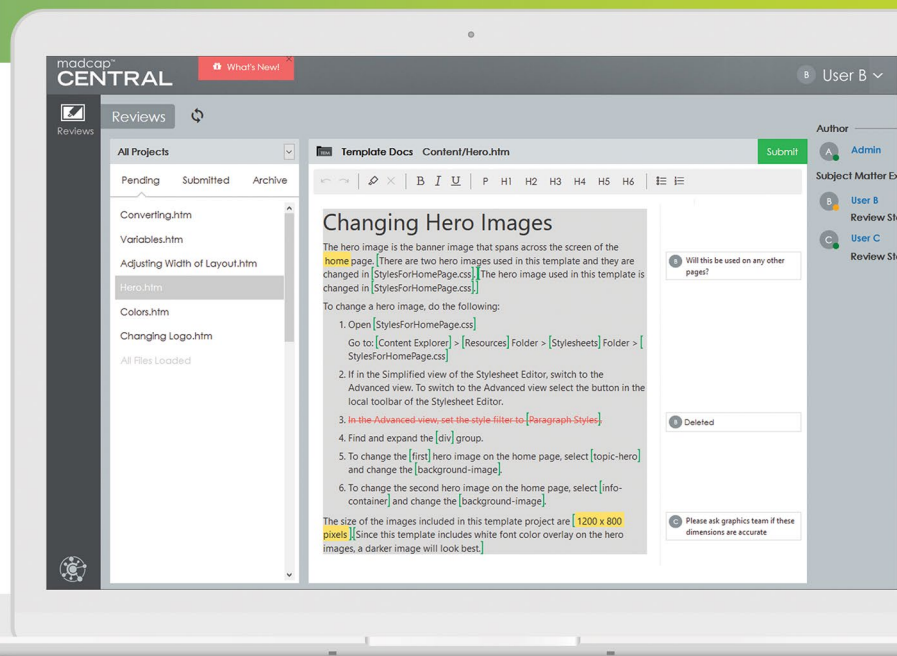 madcap™
CENTRAL
What's New!
B User B
Reviews
Reviews
All Projects
Pending Submitted Archive
Converting.htm
Variables.htm
Adjusting Width of Layout.htm
Hero.htm
Colors.htm
Changing Logo.htm
All Files Loaded
Template Docs Content/Hero.htm
Submit
B I U P H1 H2 H3 H4 H5 H6
Changing Hero Images
The hero image is the banner image that spans across the screen of the
home page. [There are two hero images used in this template and they are
changed in [StylesForHomePage.css].][The hero image used in this template is
changed in [StylesForHomePage.css].]
To change a hero image, do the following:
1. Open [StylesForHomePage.css]
Go to: [Content Explorer] > [Resources] Folder > [Stylesheets] Folder > [
StylesForHomePage.css]
2. If in the Simplified view of the Stylesheet Editor, switch to the
Advanced view. To switch to the Advanced view select the button in the
local toolbar of the Stylesheet Editor.
3. In the Advanced view, set the style filter to [Paragraph Styles].
4. Find and expand the [div] group.
5. To change the [first] hero image on the home page, select [topic-hero]
and change the [background-image].
6. To change the second hero image on the home page, select [info-
container] and change the [background-image].
The size of the images included in this template project are [1200 x 800
pixels].[Since this template includes white font color overlay on the hero
images, a darker image will look best.]
B Will this be used on any other
pages?
B Deleted
C Please ask graphics team if these
dimensions are accurate
Author
A Admin
Subject Matter Ex
B User B
Review St
C User C
Review St